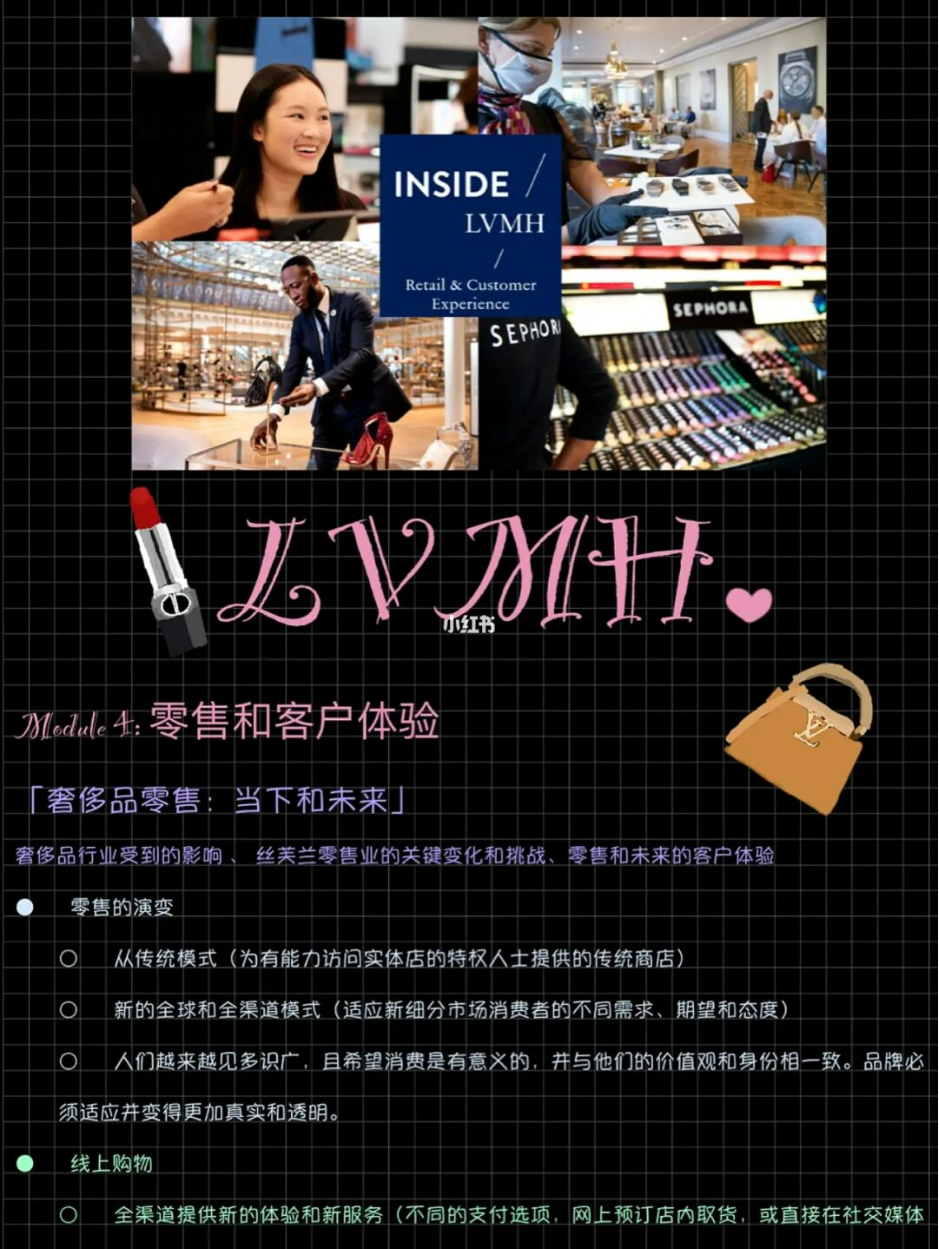 INSIDE
LVMH
Retail & Customer
Experience
SEPHORA
SEPHORA
LVMH
小红书
Module 4: 零售和客户体验
「奢侈品零售：当下和未来」
奢侈品行业受到的影响 、 丝芙兰零售业的关键变化和挑战、零售和未来的客户体验
● 零售的演变
○ 从传统模式（为有能力访问实体店的特权人士提供的传统商店）
○ 新的全球和全渠道模式（适应新细分市场消费者的不同需求、期望和态度）
○ 人们越来越见多识广，且希望消费是有意义的，并与他们的价值观和身份相一致。品牌必
须适应并变得更加真实和透明。
● 线上购物
○ 全渠道提供新的体验和新服务（不同的支付选项，网上预订店内取货，或直接在社交媒体